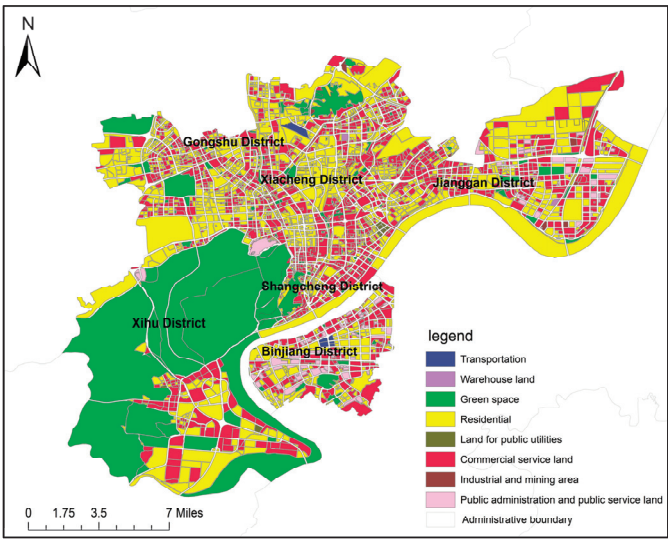 N
Gongshu District
Xiacheng District
Jianggan District
Shangcheng District
Xihu District
Binjiang District
legend
Transportation
Warehouse land
Green space
Residential
Land for public utilities
Commercial service land
Industrial and mining area
Public administration and public service land
Administrative boundary
0 1.75 3.5 7 Miles